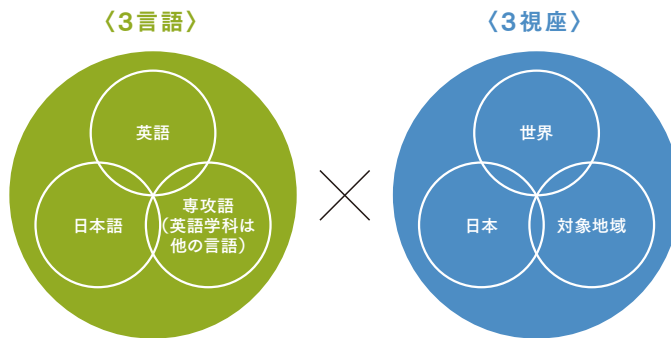 〈3言語〉
英語
日本語
専攻語
(英語学科は
他の言語)
〈3視座〉
世界
日本
対象地域